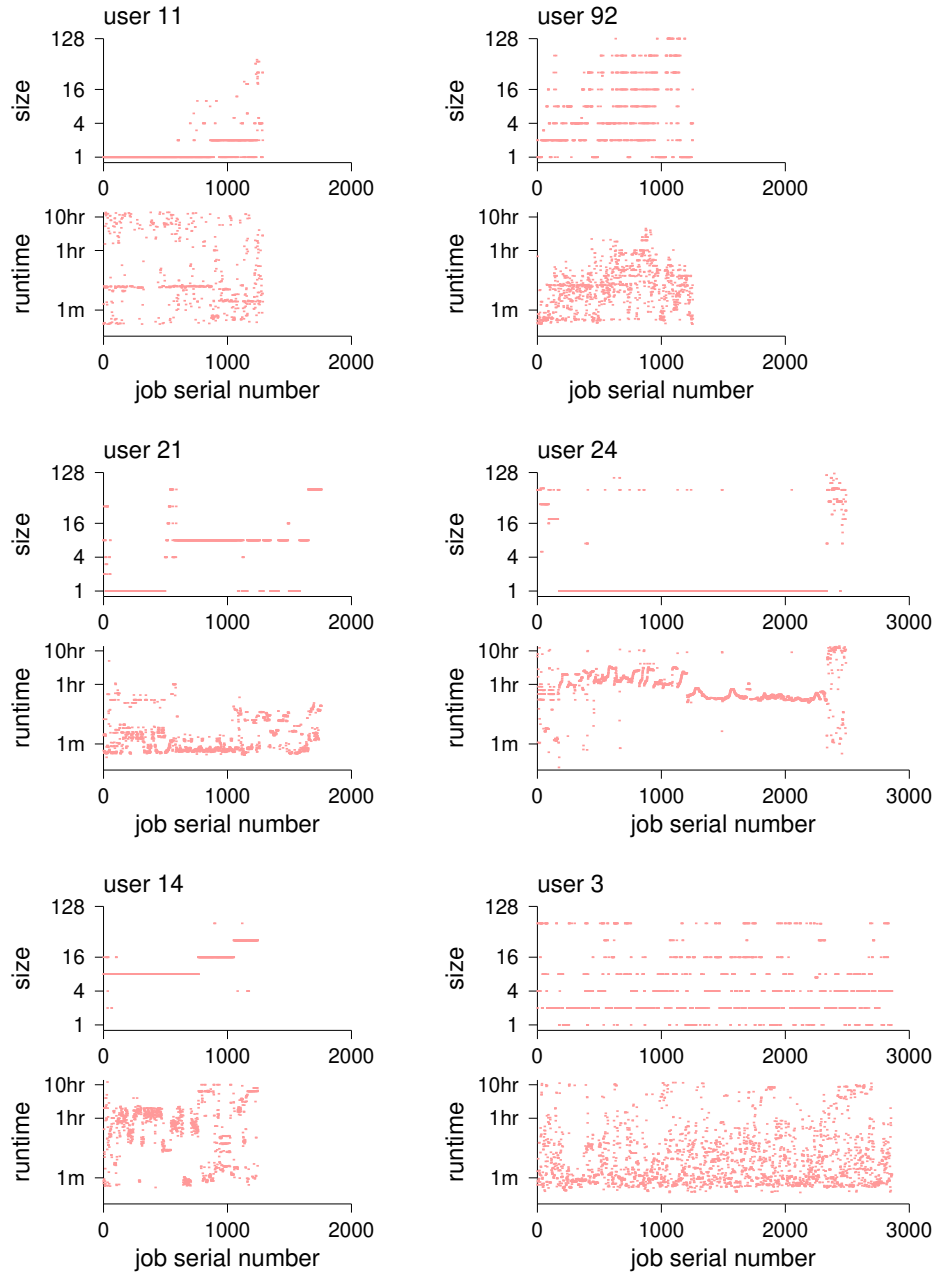 user 11
128
16
4
1
size
0 1000 2000
10hr
1hr
1m
runtime
0 1000 2000
job serial number
user 92
128
16
4
1
size
0 1000 2000
10hr
1hr
1m
runtime
0 1000 2000
job serial number
user 21
128
16
4
1
size
0 1000 2000
10hr
1hr
1m
runtime
0 1000 2000
job serial number
user 24
128
16
4
1
size
0 1000 2000 3000
10hr
1hr
1m
runtime
0 1000 2000 3000
job serial number
user 14
128
16
4
1
size
0 1000 2000
10hr
1hr
1m
runtime
0 1000 2000
job serial number
user 3
128
16
4
1
size
0 1000 2000 3000
10hr
1hr
1m
runtime
0 1000 2000 3000
job serial number